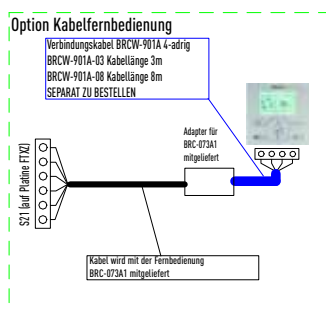 Option Kabelfernbedienung
Verbindungskabel BRCW-901A 4-adrig
BRCW-901A-03 Kabellänge 3m
BRCW-901A-08 Kabellänge 8m
SEPARAT ZU BESTELLEN
Adapter für
BRC-073A1
mitgeliefert
S21 (auf Platine FTXZ)
Kabel wird mit der Fernbedienung
BRC-073A1 mitgeliefert